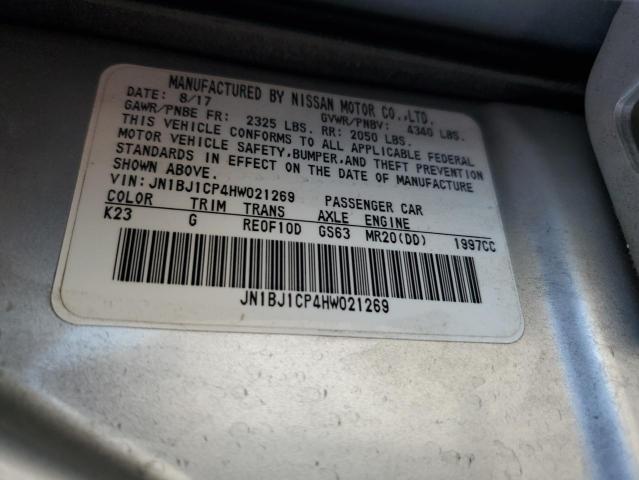 MANUFACTURED BY NISSAN MOTOR CO.,LTD.
DATE: 8/17 GVWR/PNBV: 4340 LBS.
GAWR/PNBE FR: 2325 LBS. RR: 2050 LBS.
THIS VEHICLE CONFORMS TO ALL APPLICABLE FEDERAL
MOTOR VEHICLE SAFETY,BUMPER,AND THEFT PREVENTION
STANDARDS IN EFFECT ON THE DATE OF MANUFACTURE
SHOWN ABOVE.
VIN: JN1BJ1CP4HW021269 PASSENGER CAR
COLOR TRIM TRANS AXLE ENGINE
K23 G RE0F10D GS63 MR20(DD) 1997CC
JN1BJ1CP4HW021269